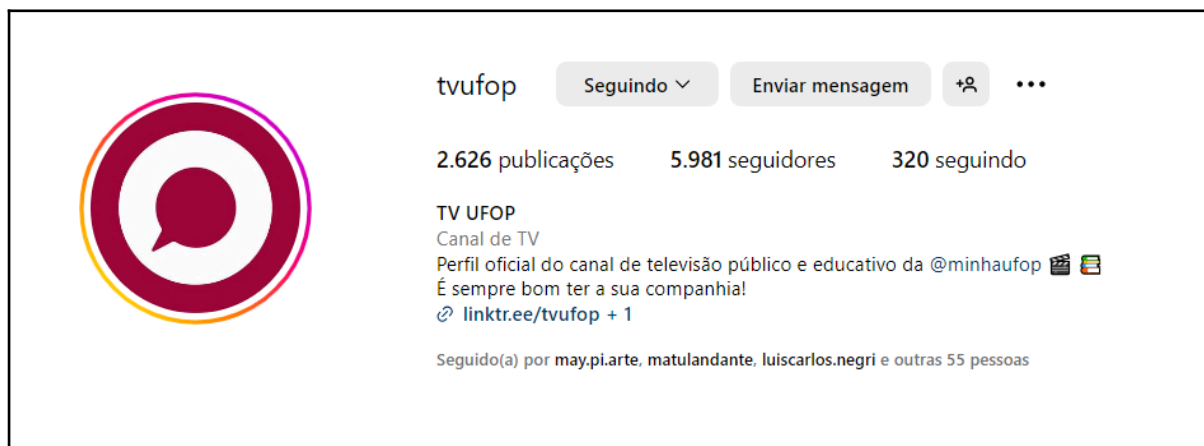 tvufop Seguindo Enviar mensagem
2.626 publicações 5.981 seguidores 320 seguindo
TV UFOP
Canal de TV
Perfil oficial do canal de televisão público e educativo da @minhaufop 🎬 📚
É sempre bom ter a sua companhia!
linktr.ee/tvufop + 1
Seguido(a) por may.pi.arte, matulandante, luiscarlos.negri e outras 55 pessoas